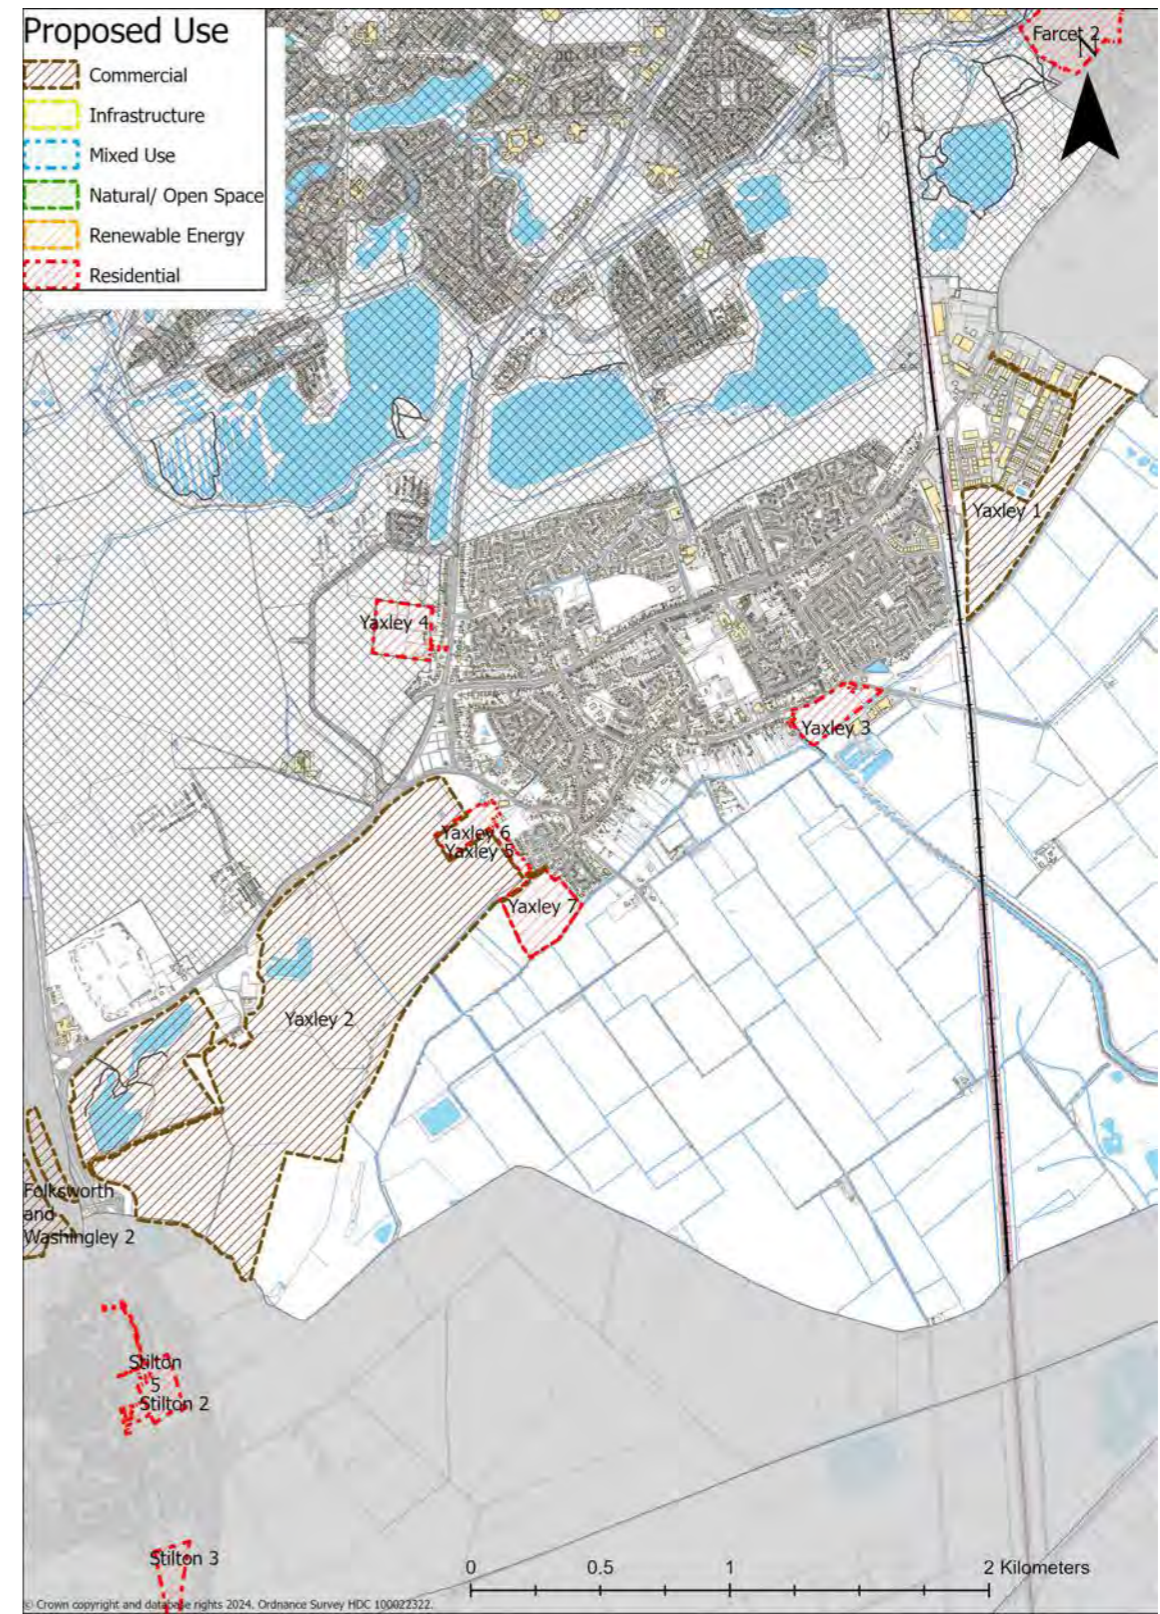 Proposed Use
Commercial
Infrastructure
Mixed Use
Natural/ Open Space
Renewable Energy
Residential
Farcet 2
N
Yaxley 1
Yaxley 4
Yaxley 3
Yaxley 6
Yaxley 5
Yaxley 7
Yaxley 2
Folksworth
and
Washingley 2
Stilton
5
Stilton 2
Stilton 3
0 0.5 1 2 Kilometers
© Crown copyright and database rights 2024. Ordnance Survey HDC 100022322.